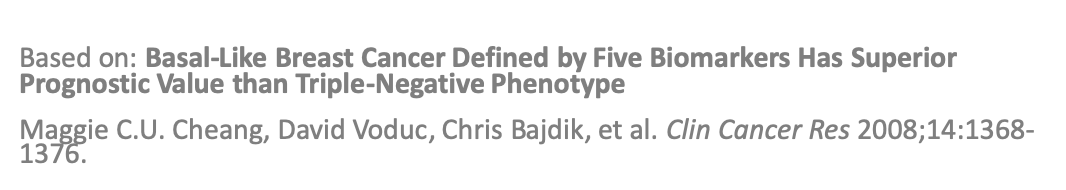 Based on: Basal-Like Breast Cancer Defined by Five Biomarkers Has Superior
Prognostic Value than Triple-Negative Phenotype
Maggie C.U. Cheang, David Voduc, Chris Bajdik, et al. Clin Cancer Res 2008;14:1368-
1376.